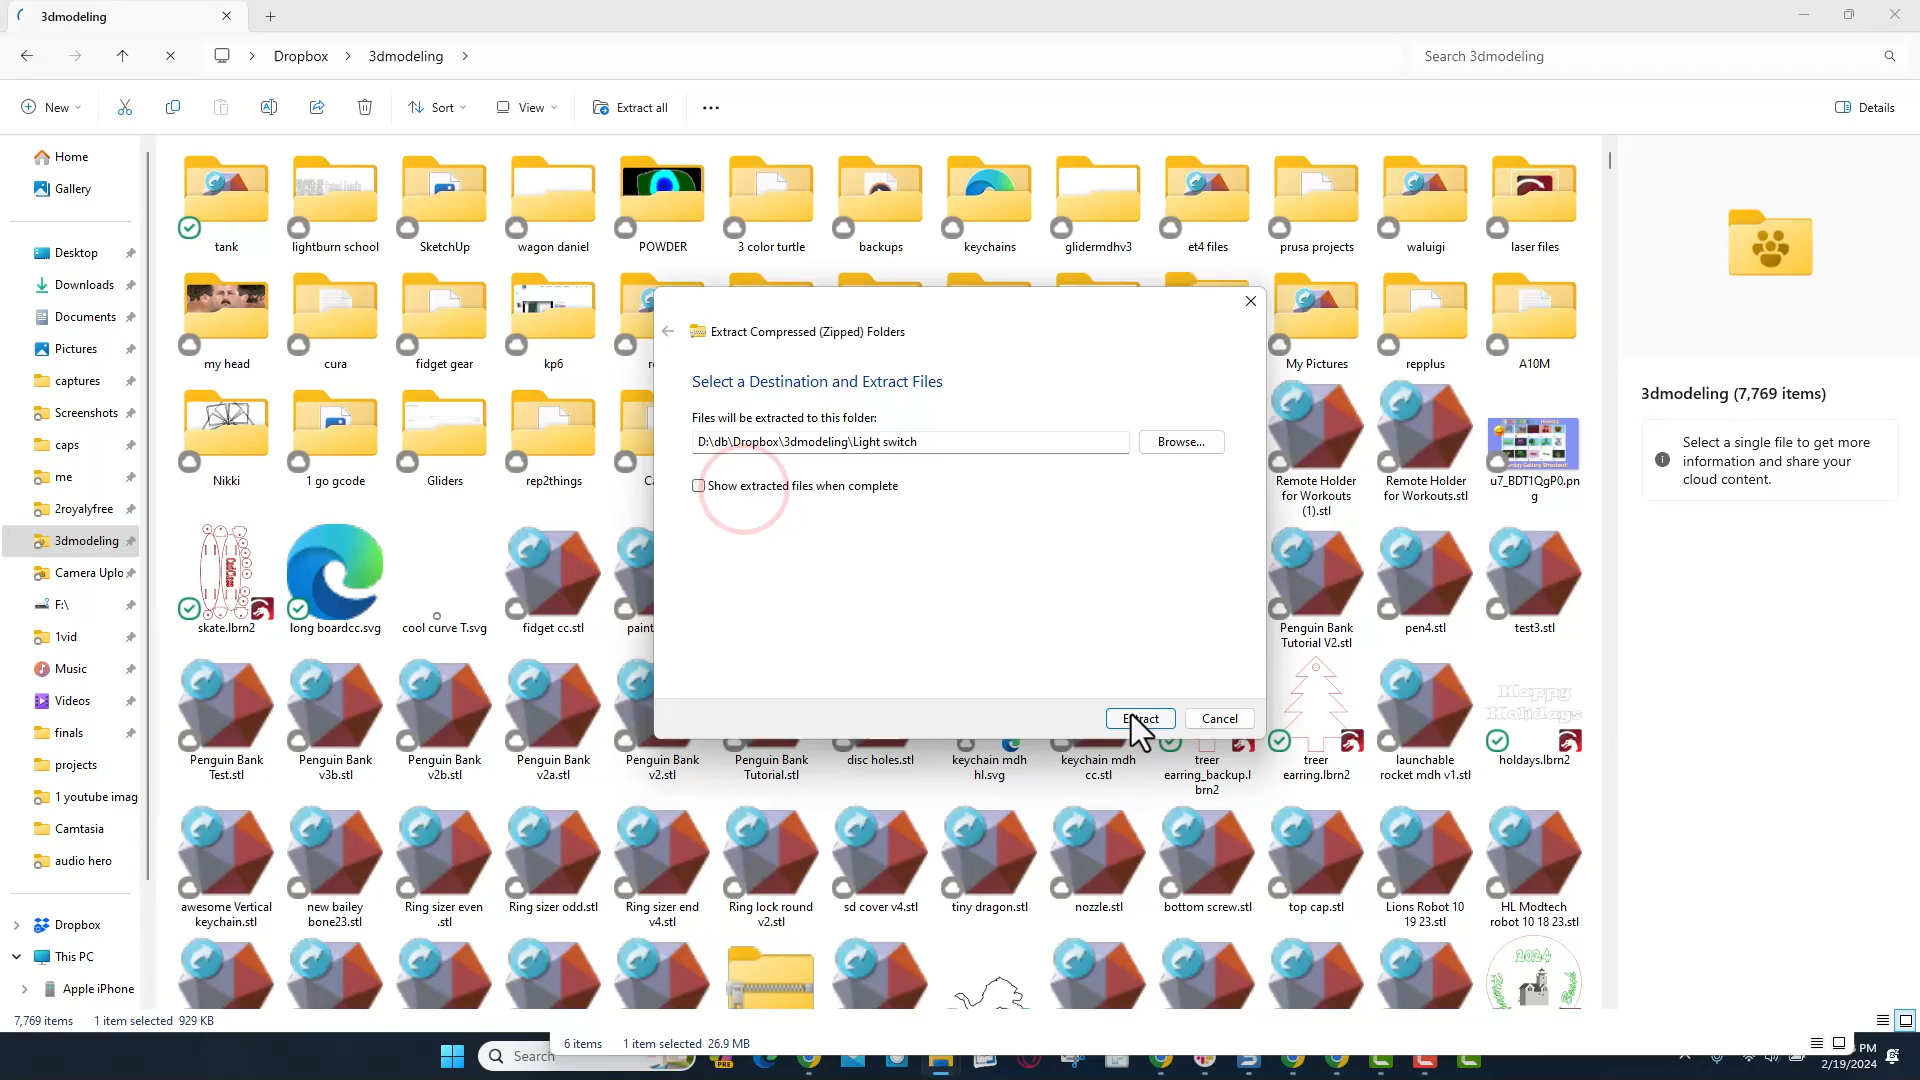 3dmodeling
Dropbox
3dmodeling
Search 3dmodeling
New
Sort
View
Extract all
Details
Home
Gallery
Desktop
Downloads
Documents
Pictures
captures
Screenshots
caps
me
2royalyfree
3dmodeling
Camera Uplo
F:\
1vid
Music
Videos
finals
projects
1 youtube imag
Camtasia
audio hero
Dropbox
This PC
Apple iPhone
tank
lightburn school
SketchUp
wagon daniel
POWDER
3 color turtle
backups
keychains
glidermdhv3
et4 files
prusa projects
waluigi
laser files
my head
cura
fidget gear
kp6
My Pictures
repplus
A10M
Nikki
1 go gcode
Gliders
rep2things
Remote Holder
for Workouts
(1).stl
Remote Holder
for Workouts.stl
u7_BDT1QgP0.pn
g
skate.lbrn2
long boardcc.svg
cool curve T.svg
fidget cc.stl
paint
Penguin Bank
Tutorial V2.stl
pen4.stl
test3.stl
Happy
Holidays
Penguin Bank
Test.stl
Penguin Bank
v3b.stl
Penguin Bank
v2b.stl
Penguin Bank
v2a.stl
Penguin Bank
v2.stl
Penguin Bank
Tutorial.stl
disc holes.stl
keychain mdh
hl.svg
keychain mdh
cc.stl
treer
earring_backup.l
brn2
treer
earring.lbrn2
launchable
rocket mdh v1.stl
holdays.lbrn2
awesome Vertical
keychain.stl
new bailey
bone23.stl
Ring sizer even
.stl
Ring sizer odd.stl
Ring sizer end
v4.stl
Ring lock round
v2.stl
sd cover v4.stl
tiny dragon.stl
nozzle.stl
bottom screw.stl
top cap.stl
Lions Robot 10
19 23.stl
HL Modtech
robot 10 18 23.stl
2024
Extract Compressed (Zipped) Folders
Select a Destination and Extract Files
Files will be extracted to this folder:
D:\db\Dropbox\3dmodeling\Light switch
Browse...
Show extracted files when complete
Extract
Cancel
3dmodeling (7,769 items)
Select a single file to get more
information and share your
cloud content.
7,769 items
1 item selected 929 KB
6 items
1 item selected 26.9 MB
Search
PRE
PM
2/19/2024